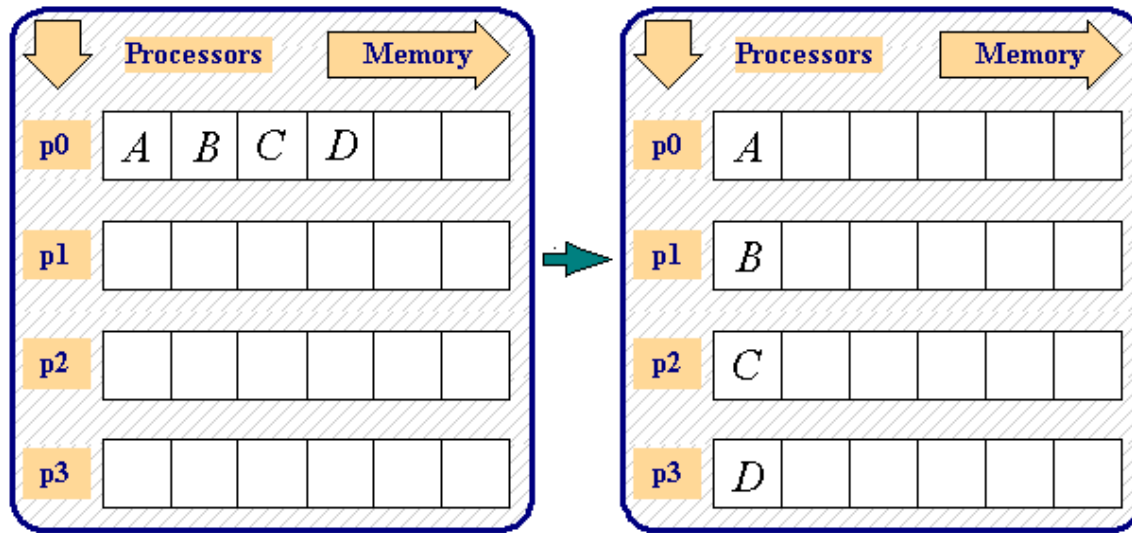 Processors Memory
p0 A B C D
p1
p2
p3
Processors Memory
p0 A
p1 B
p2 C
p3 D